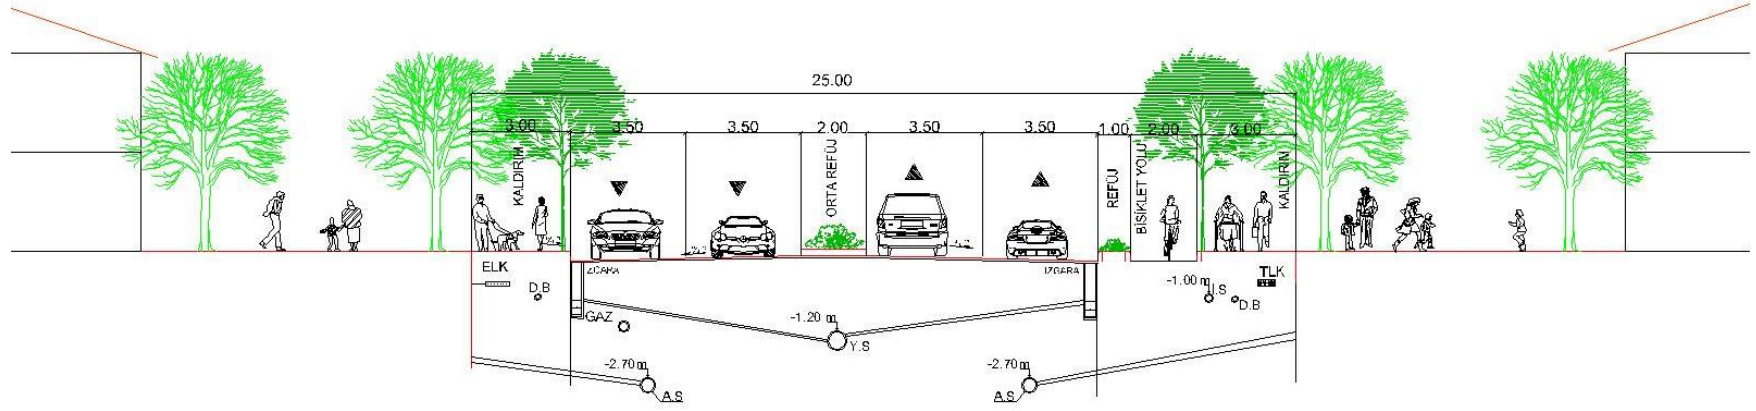 25.00
3.00 3.50 3.50 2.00 3.50 3.50 1.00 2.00 3.00
KALDIRIM
ORTA REFÜJ
REFÜJ
BİSİKLET YOLU
KALDIRIM
ELK
D.B
IZGARA
GAZ
-1.20 m
Y.S
IZGARA
-1.00 m
İ.S
D.B
TLK
-2.70 m
A.S
-2.70 m
A.S